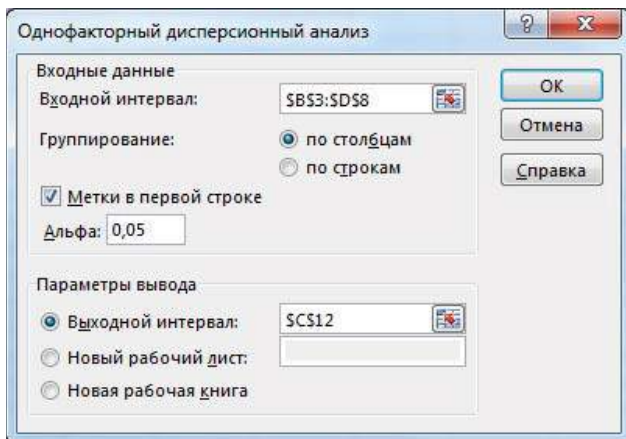 Однофакторный дисперсионный анализ
Входные данные
Входной интервал: $B$3:$D$8
Группирование: по столбцам
по строкам
Метки в первой строке
Альфа: 0,05
Параметры вывода
Выходной интервал: $C$12
Новый рабочий лист:
Новая рабочая книга
?
ОК
Отмена
Справка